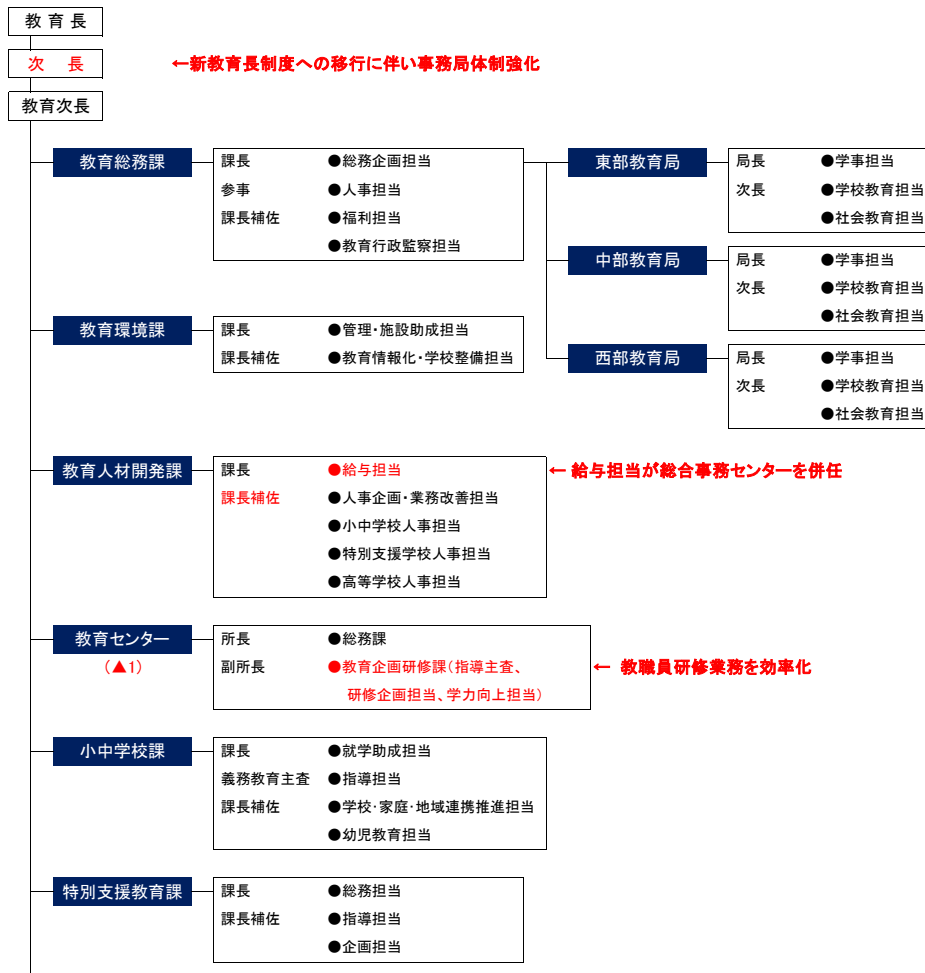 教育長
次　長
←新教育長制度への移行に伴い事務局体制強化
教育次長
教育総務課
課長　●総務企画担当
参事　●人事担当
課長補佐　●福利担当
●教育行政監察担当
東部教育局
局長　●学事担当
次長　●学校教育担当
●社会教育担当
中部教育局
局長　●学事担当
次長　●学校教育担当
●社会教育担当
西部教育局
局長　●学事担当
次長　●学校教育担当
●社会教育担当
教育環境課
課長　●管理・施設助成担当
課長補佐　●教育情報化・学校整備担当
教育人材開発課
課長　●給与担当
課長補佐　●人事企画・業務改善担当
●小中学校人事担当
●特別支援学校人事担当
●高等学校人事担当
← 給与担当が総合事務センターを併任
教育センター
(▲1)
所長　●総務課
副所長　●教育企画研修課(指導主査、
研修企画担当、学力向上担当)
← 教職員研修業務を効率化
小中学校課
課長　●就学助成担当
義務教育主査　●指導担当
課長補佐　●学校・家庭・地域連携推進担当
●幼児教育担当
特別支援教育課
課長　●総務担当
課長補佐　●指導担当
●企画担当